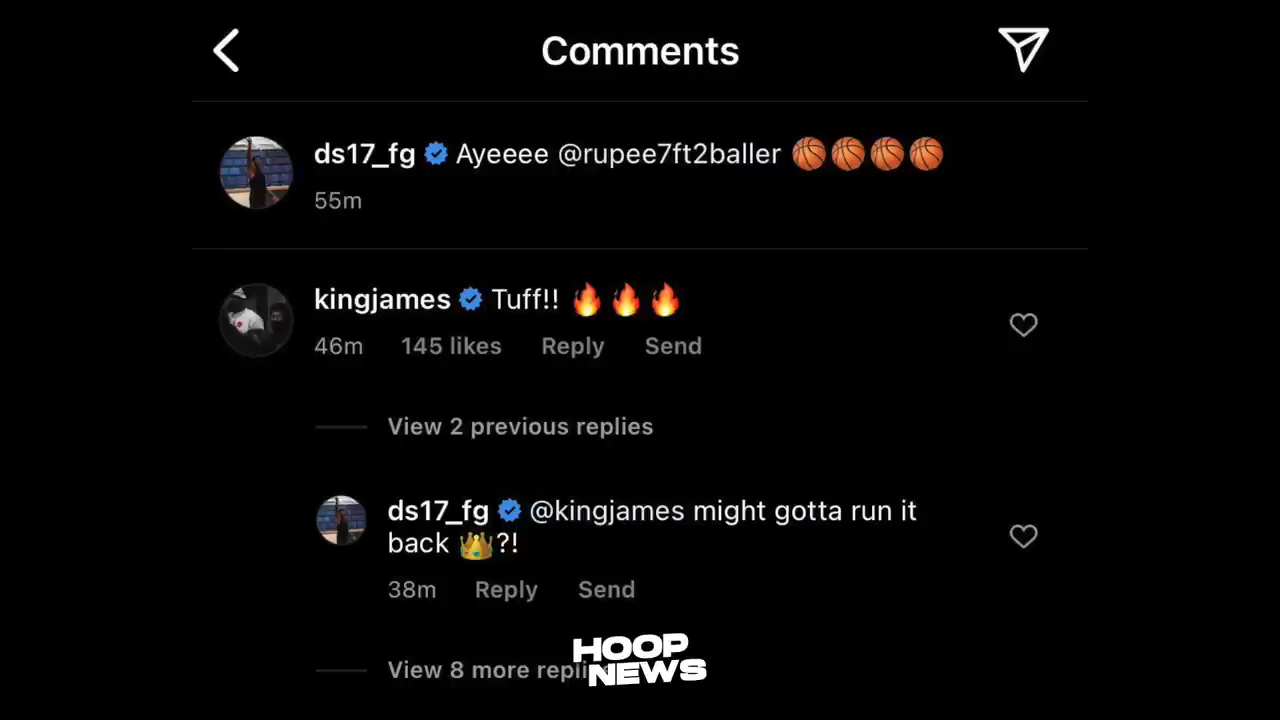 Comments
ds17_fg Ayeeee @rupee7ft2baller 🏀🏀🏀🏀
55m
kingjames Tuff!! 🔥🔥🔥
46m 145 likes Reply Send
View 2 previous replies
ds17_fg @kingjames might gotta run it
back 👑?!
38m Reply Send
View 8 more
HOOP
NEWS